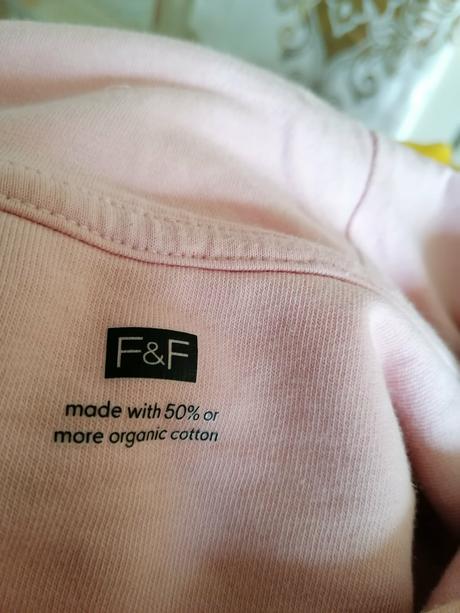 F&F
made with 50% or
more organic cotton